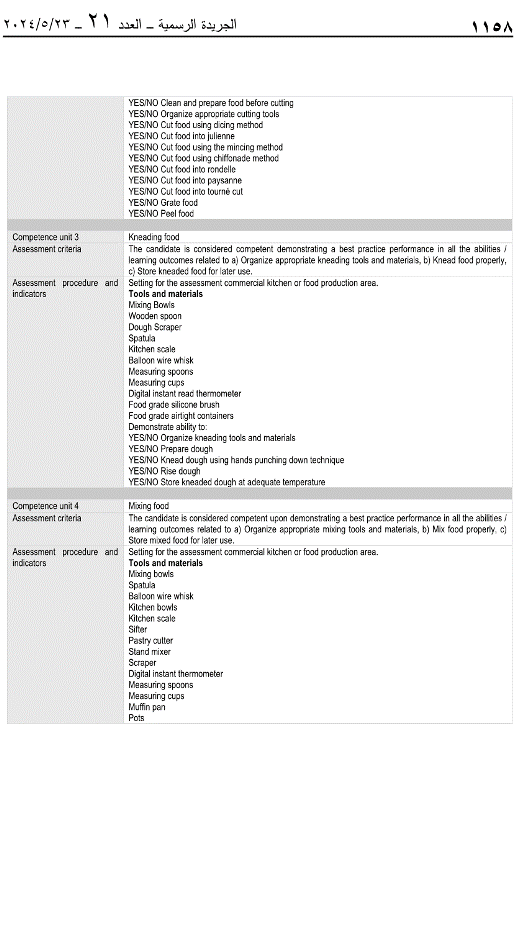 ١١٥٨ الجريدة الرسمية – العدد ٢١ – ٢٠٢٤/٥/٢٣
YES/NO Clean and prepare food before cutting
YES/NO Organize appropriate cutting tools
YES/NO Cut food using dicing method
YES/NO Cut food into julienne
YES/NO Cut food using the mincing method
YES/NO Cut food using chiffonade method
YES/NO Cut food into rondelle
YES/NO Cut food into paysanne
YES/NO Cut food into tourné cut
YES/NO Grate food
YES/NO Peel food
Competence unit 3 Kneading food
Assessment criteria The candidate is considered competent demonstrating a best practice performance in all the abilities /
learning outcomes related to a) Organize appropriate kneading tools and materials, b) Knead food properly,
c) Store kneaded food for later use.
Assessment procedure and Setting for the assessment commercial kitchen or food production area.
indicators Tools and materials
Mixing Bowls
Wooden spoon
Dough Scraper
Spatula
Kitchen scale
Balloon wire whisk
Measuring spoons
Measuring cups
Digital instant read thermometer
Food grade silicone brush
Food grade airtight containers
Demonstrate ability to:
YES/NO Organize kneading tools and materials
YES/NO Prepare dough
YES/NO Knead dough using hands punching down technique
YES/NO Rise dough
YES/NO Store kneaded dough at adequate temperature
Competence unit 4 Mixing food
Assessment criteria The candidate is considered competent upon demonstrating a best practice performance in all the abilities /
learning outcomes related to a) Organize appropriate mixing tools and materials, b) Mix food properly, c)
Store mixed food for later use.
Assessment procedure and Setting for the assessment commercial kitchen or food production area.
indicators Tools and materials
Mixing bowls
Spatula
Balloon wire whisk
Kitchen bowls
Kitchen scale
Sifter
Pastry cutter
Stand mixer
Scraper
Digital instant thermometer
Measuring spoons
Measuring cups
Muffin pan
Pots